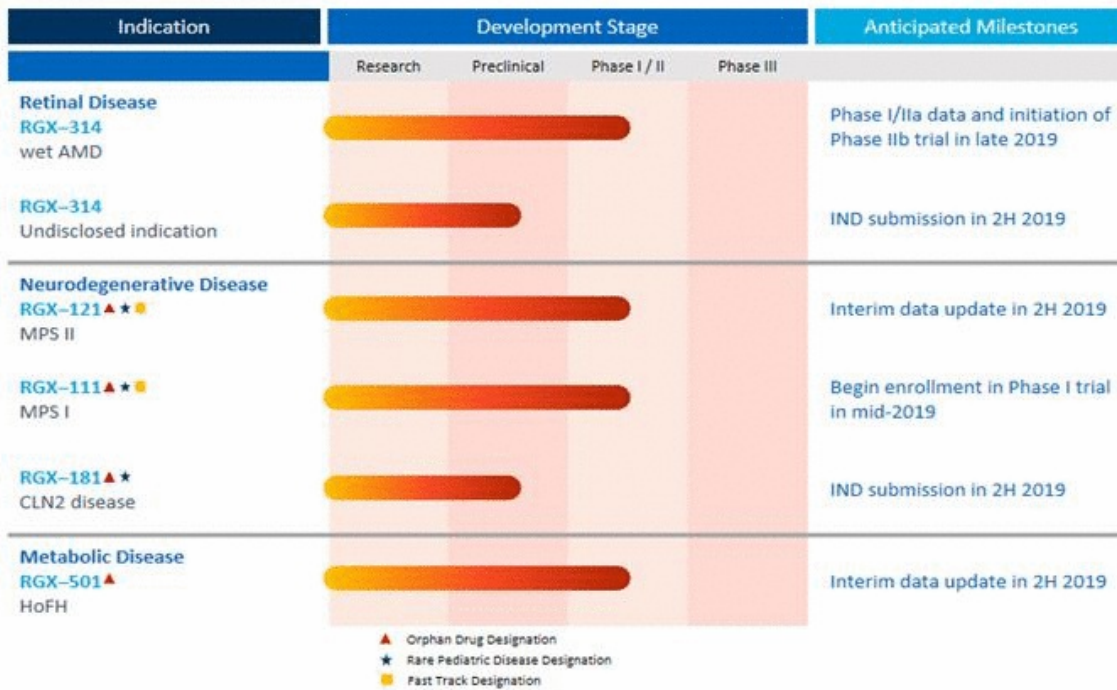 Indication
Development Stage
Anticipated Milestones
Research
Preclinical
Phase I / II
Phase III
Retinal Disease
RGX–314
wet AMD
Phase I/IIa data and initiation of
Phase IIb trial in late 2019
RGX–314
Undisclosed indication
IND submission in 2H 2019
Neurodegenerative Disease
RGX–121
MPS II
Interim data update in 2H 2019
RGX–111
MPS I
Begin enrollment in Phase I trial
in mid-2019
RGX–181
CLN2 disease
IND submission in 2H 2019
Metabolic Disease
RGX–501
HoFH
Interim data update in 2H 2019
Orphan Drug Designation
Rare Pediatric Disease Designation
Fast Track Designation